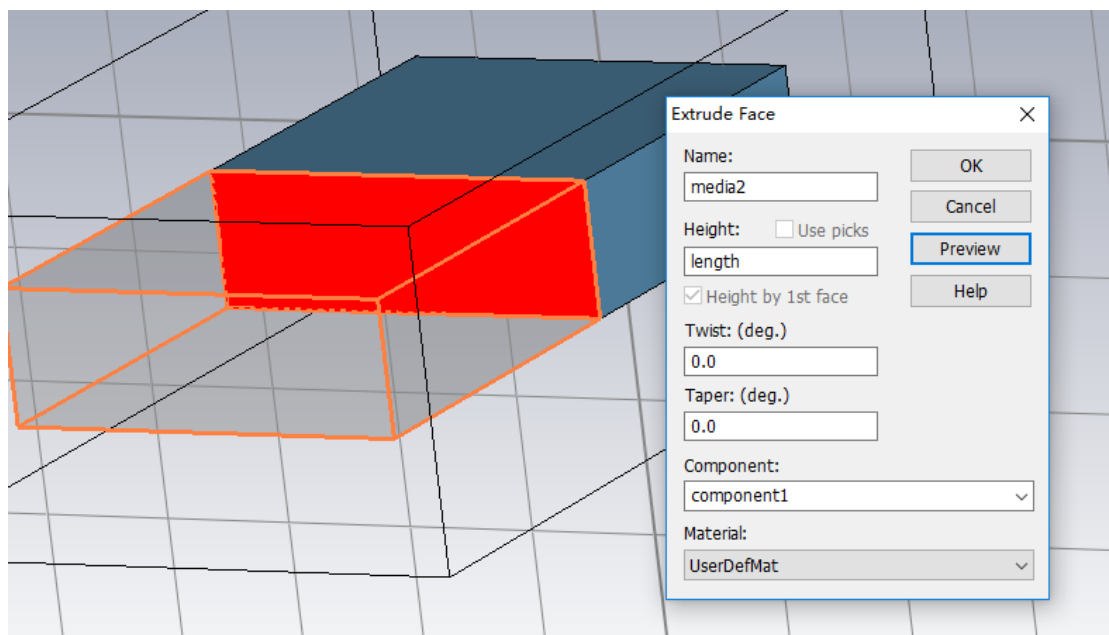 Extrude Face
Name:
OK
media2
Cancel
Height:
Use picks
Preview
length
Height by 1st face
Help
Twist: (deg.)
0.0
Taper: (deg.)
0.0
Component:
component1
Material:
UserDefMat